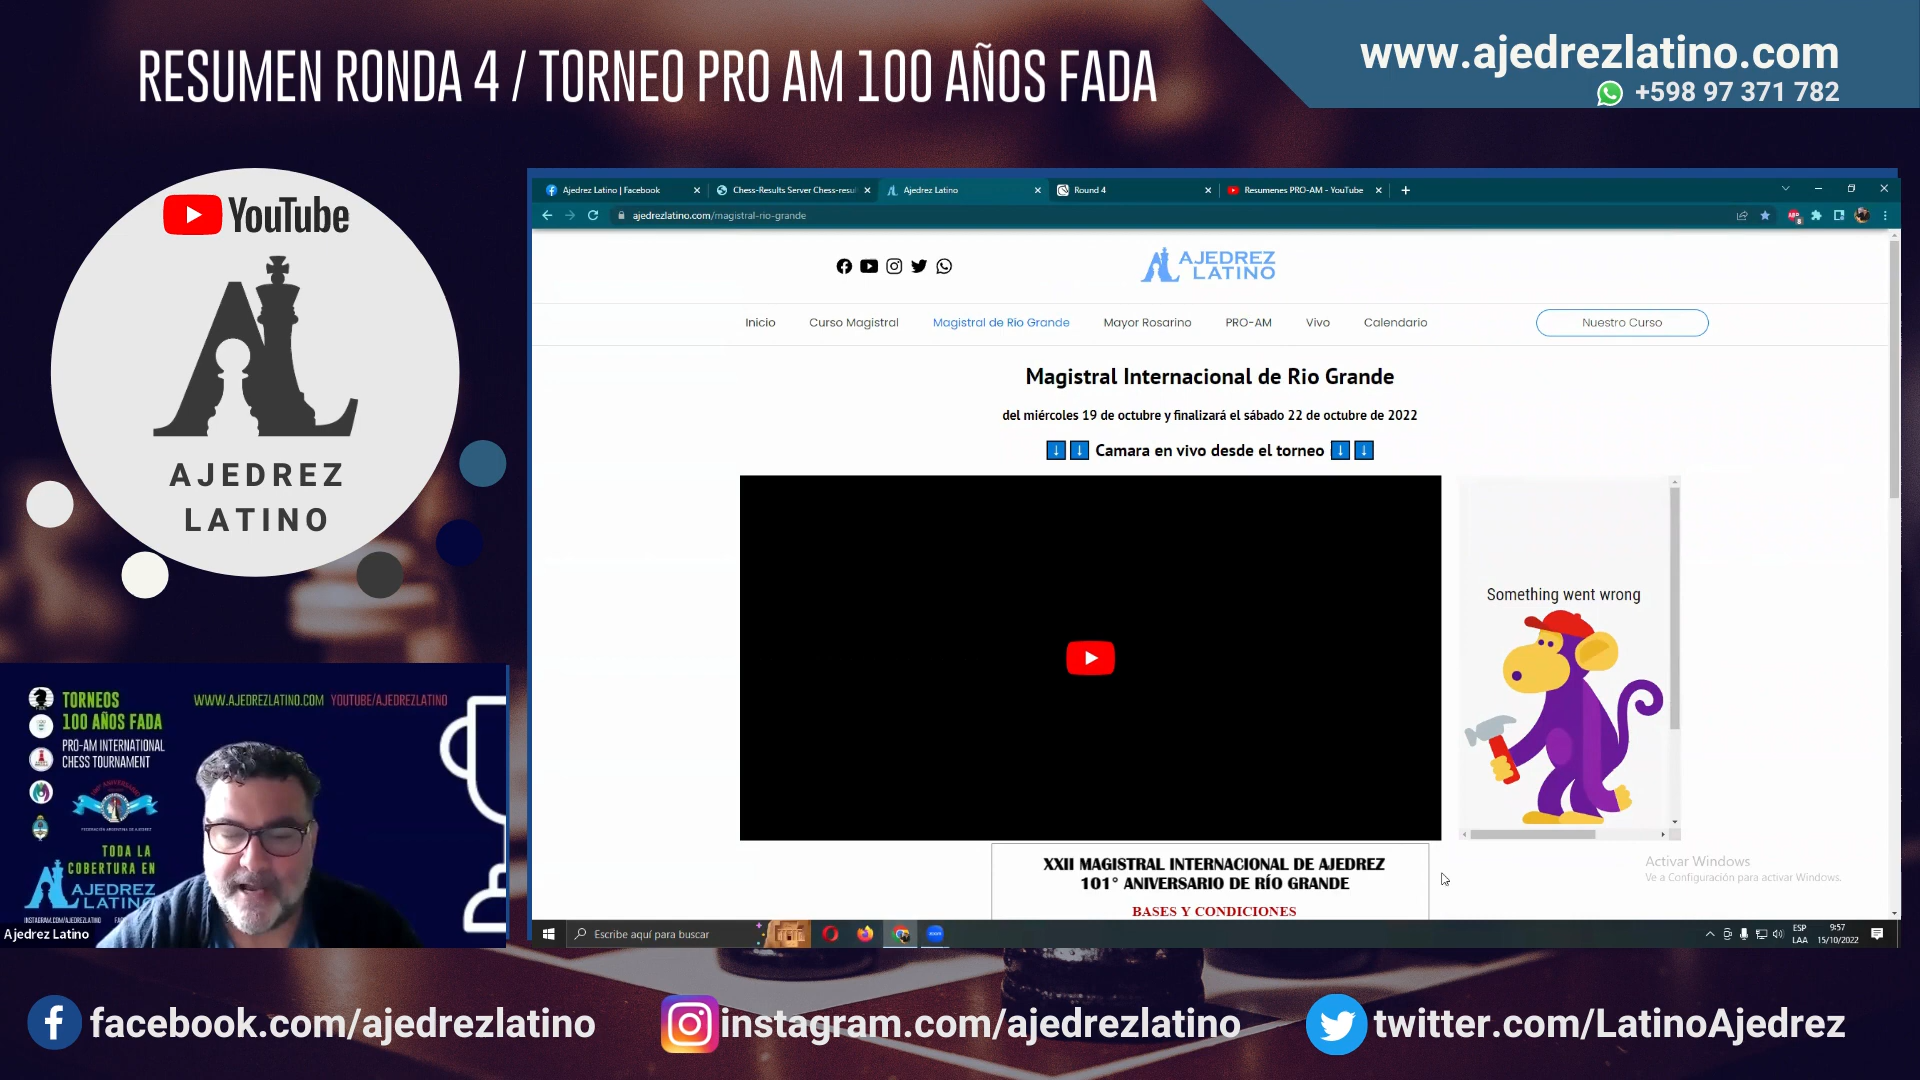 RESUMEN RONDA 4 / TORNEO PRO AM 100 AÑOS FADA
www.ajedrezlatino.com
+598 97 371 782
YouTube
AJEDREZ
LATINO
Ajedrez Latino | Facebook
Chess-Results Server Chess-resul
Ajedrez Latino
Round 4
Resumenes PRO-AM - YouTube
ajedrezlatino.com/magistral-rio-grande
AJEDREZ
LATINO
Inicio
Curso Magistral
Magistral de Rio Grande
Mayor Rosarino
PRO-AM
Vivo
Calendario
Nuestro Curso
Magistral Internacional de Rio Grande
del miércoles 19 de octubre y finalizará el sábado 22 de octubre de 2022
Camara en vivo desde el torneo
Something went wrong
XXII MAGISTRAL INTERNACIONAL DE AJEDREZ
101° ANIVERSARIO DE RÍO GRANDE
BASES Y CONDICIONES
Activar Windows
Ve a Configuración para activar Windows.
Escribe aquí para buscar
ESP
LAA
9:57
15/10/2022
TORNEOS
100 AÑOS FADA
PRO-AM INTERNATIONAL
CHESS TOURNAMENT
WWW.AJEDREZLATINO.COM YOUTUBE/AJEDREZLATINO
TODA LA
COBERTURA EN
AJEDREZ
LATINO
INSTAGRAM.COM/AJEDREZLATINO
Ajedrez Latino
facebook.com/ajedrezlatino
instagram.com/ajedrezlatino
twitter.com/LatinoAjedrez